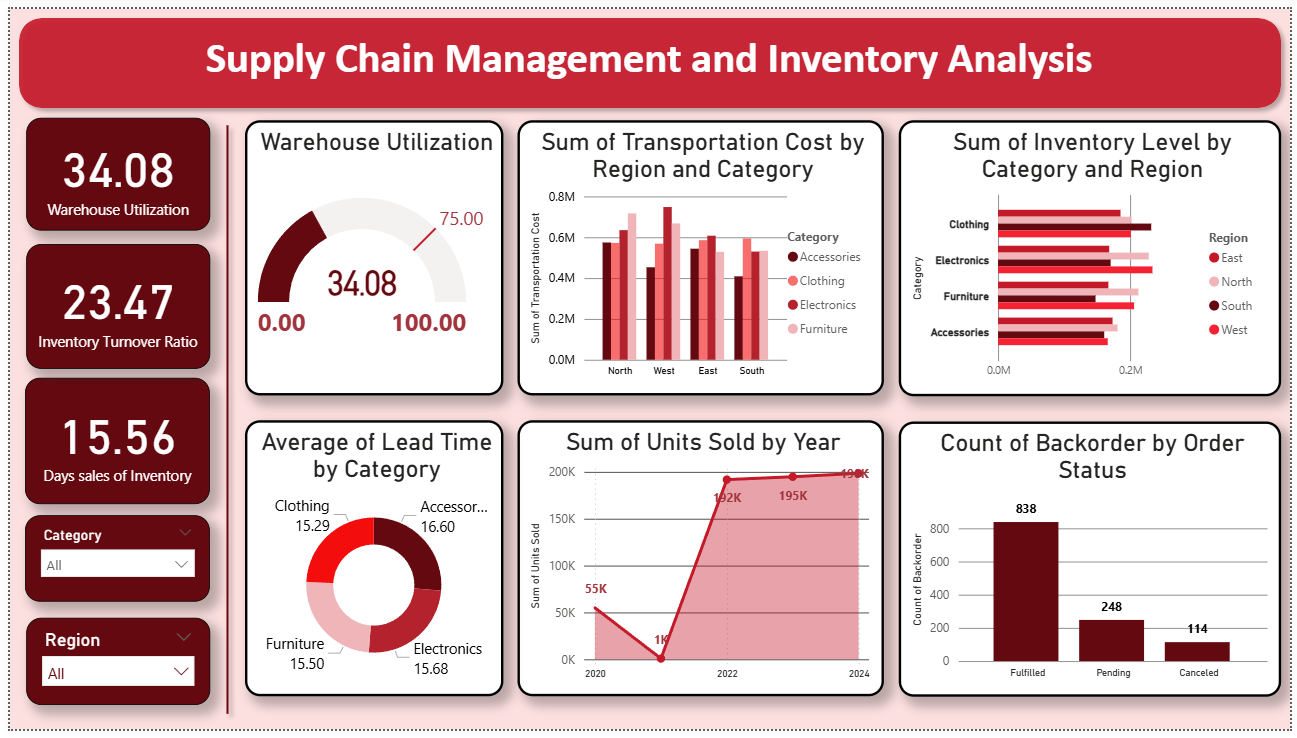 Supply Chain Management and Inventory Analysis
34.08
Warehouse Utilization
23.47
Inventory Turnover Ratio
15.56
Days sales of Inventory
Category
All
Region
All
Warehouse Utilization
75.00
34.08
0.00
100.00
Sum of Transportation Cost by
Region and Category
Sum of Transportation Cost
0.8M
0.6M
0.4M
0.2M
0.0M
North
West
East
South
Category
Accessories
Clothing
Electronics
Furniture
Sum of Inventory Level by
Category and Region
Category
Clothing
Electronics
Furniture
Accessories
0.0M
0.2M
Region
East
North
South
West
Average of Lead Time
by Category
Clothing
15.29
Accessor...
16.60
Furniture
15.50
Electronics
15.68
Sum of Units Sold by Year
Sum of Units Sold
200K
150K
100K
50K
0K
55K
1K
192K
195K
2020
2022
2024
Count of Backorder by Order
Status
Count of Backorder
800
600
400
200
0
838
248
114
Fulfilled
Pending
Canceled